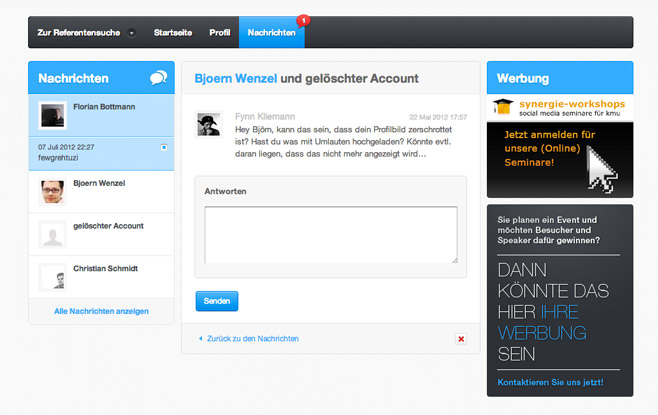 Zur Referentensuche
Startseite
Profil
Nachrichten
1
Nachrichten
Florian Bottmann
07 Juli 2012 22:27
fewgrehtuzi
Bjoern Wenzel
gelöschter Account
Christian Schmidt
Alle Nachrichten anzeigen
Bjoern Wenzel und gelöschter Account
Fynn Kliemann
22 Mai 2012 17:57
Hey Björn, kann das sein, dass dein Profilbild zerschrottet
ist? Hast du was mit Umlauten hochgeladen? Könnte evtl.
daran liegen, dass das nicht mehr angezeigt wird...
Antworten
Senden
Zurück zu den Nachrichten
Werbung
synergie-workshops
social media seminare für kmu
Jetzt anmelden für
unsere (Online)
Seminare!
Sie planen ein Event und
möchten Besucher und
Speaker dafür gewinnen?
DANN
KÖNNTE DAS
HIER IHRE
WERBUNG
SEIN
Kontaktieren Sie uns jetzt!